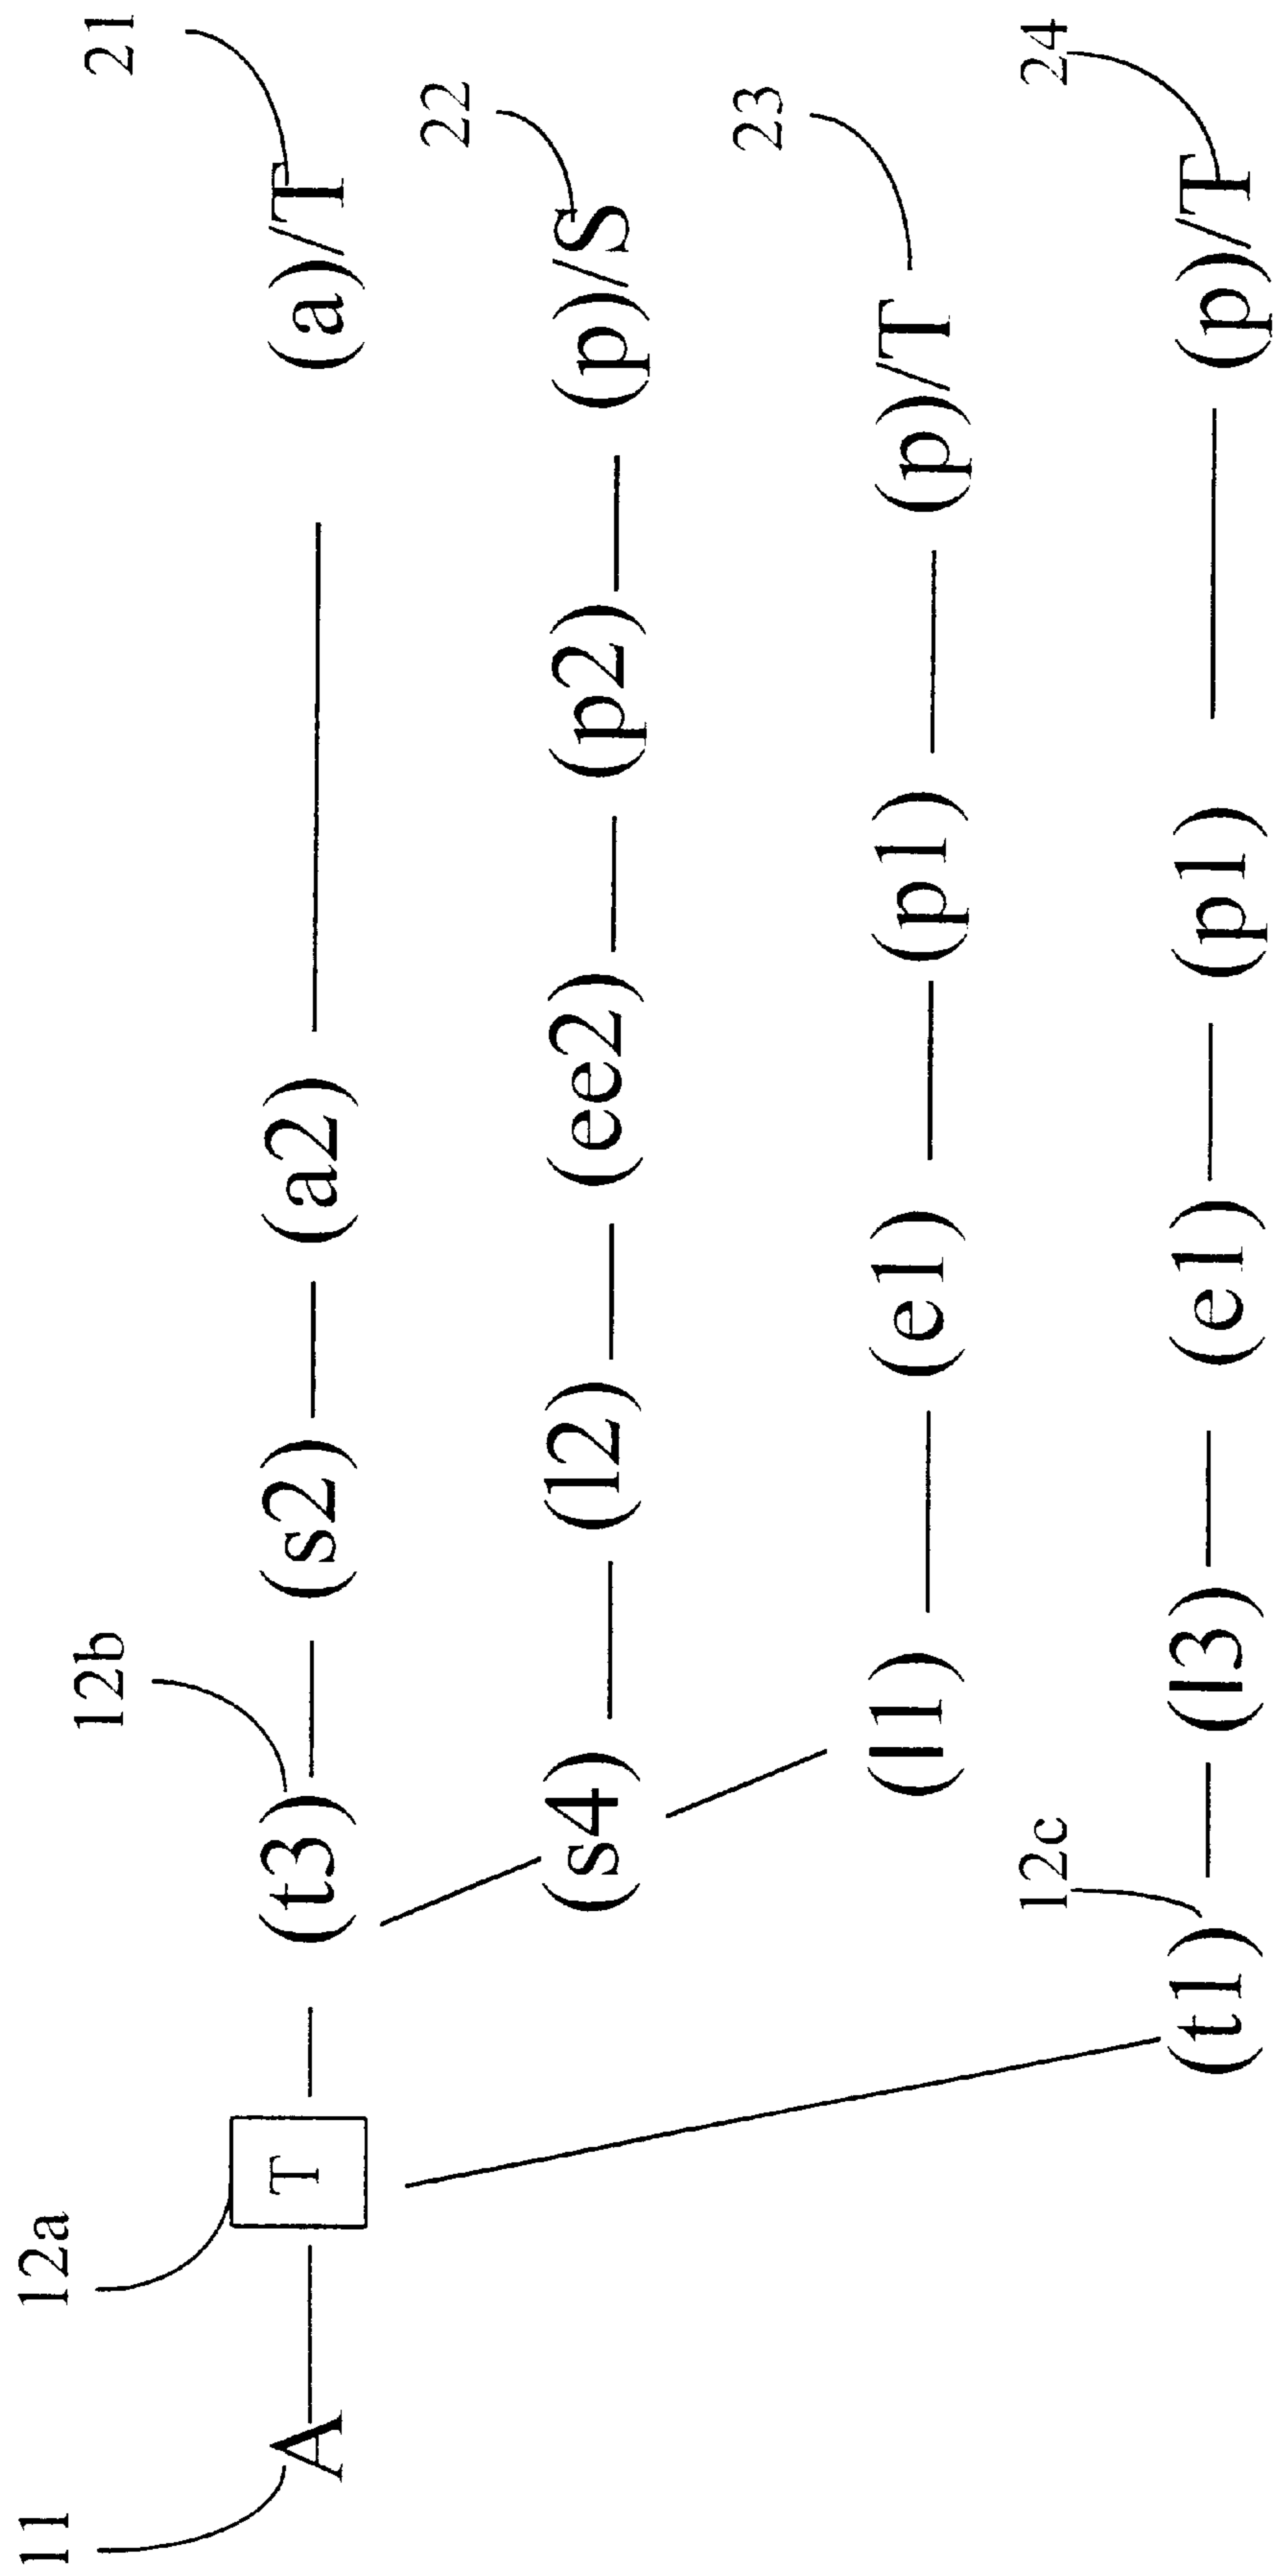 11 12a 12b 21
A T (t3) (s2) (a2) (a)/T
22
(s4) (l2) (ee2) (p2) (p)/S
23
(l1) (e1) (p1) (p)/T
12c 24
(t1) (l3) (e1) (p1) (p)/T